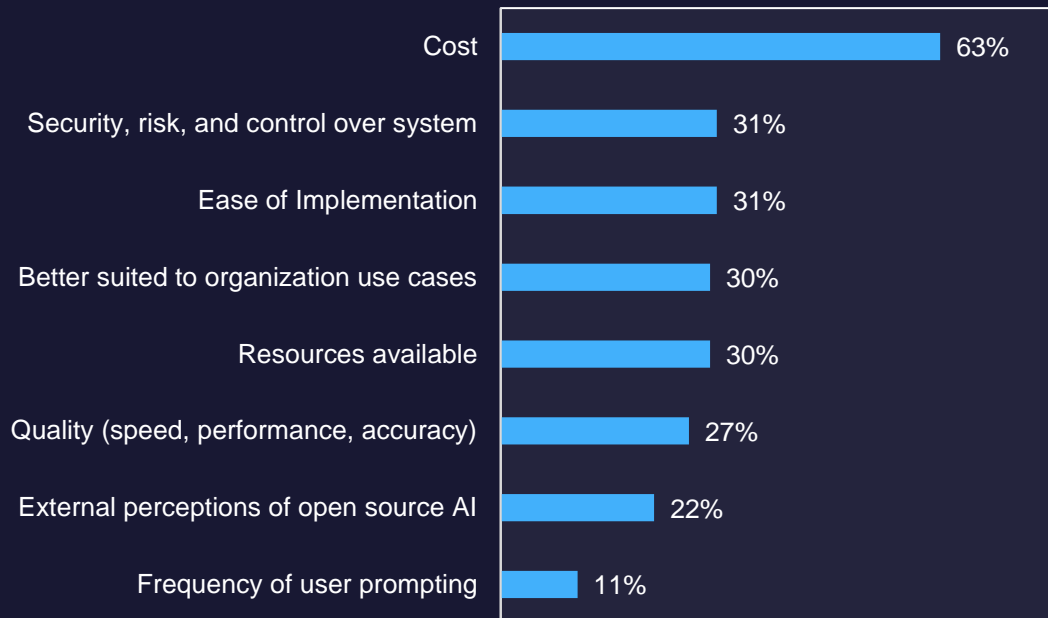 Cost 63%
Security, risk, and control over system 31%
Ease of Implementation 31%
Better suited to organization use cases 30%
Resources available 30%
Quality (speed, performance, accuracy) 27%
External perceptions of open source AI 22%
Frequency of user prompting 11%